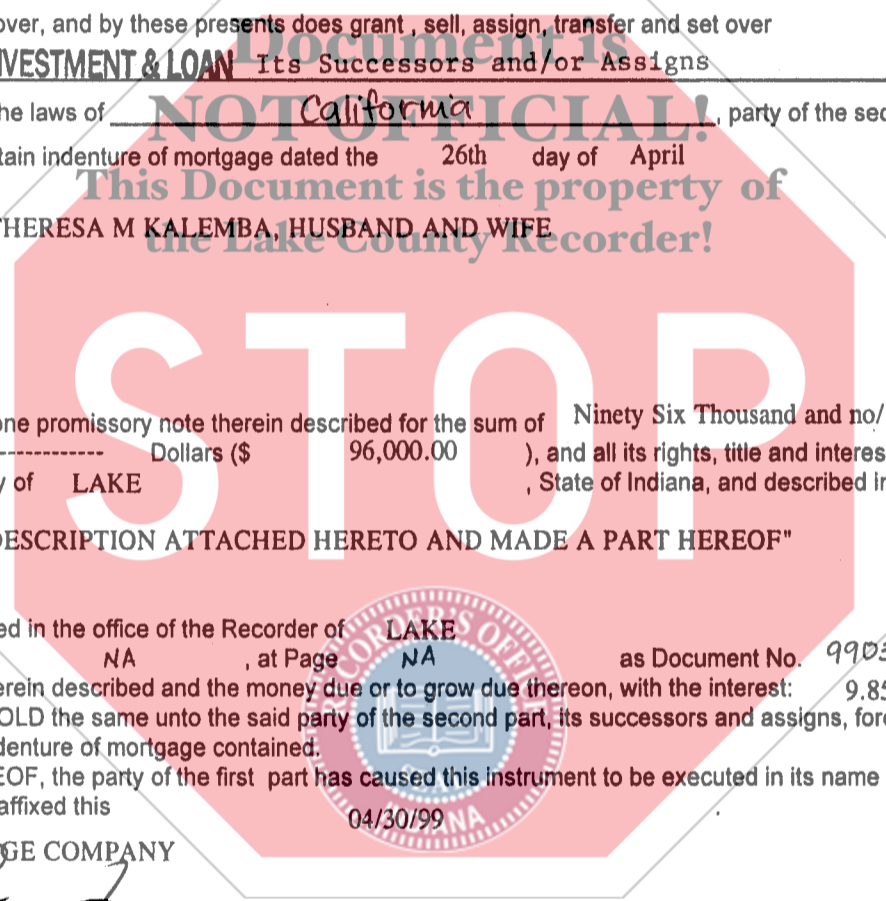 over, and by these presents does grant , sell, assign, transfer and set over
Document is
VESTMENT & LOAN Its Successors and/or Assigns
NOT OFFICIAL!
he laws of California , party of the sec
tain indenture of mortgage dated the 26th day of April
This Document is the property of
THERESA M KALEMBA, HUSBAND AND WIFE
the Lake County Recorder!
STOP
one promissory note therein described for the sum of Ninety Six Thousand and no/
------------ Dollars ($ 96,000.00 ), and all its rights, title and interes
y of LAKE , State of Indiana, and described in
DESCRIPTION ATTACHED HERETO AND MADE A PART HEREOF"
ed in the office of the Recorder of LAKE
RECORDER'S OFFICE
NA , at Page NA as Document No. 9903
erein described and the money due or to grow due thereon, with the interest: 9.85
OLD the same unto the said party of the second part, its successors and assigns, fore
denture of mortgage contained.
SEAL
EOF, the party of the first part has caused this instrument to be executed in its name
affixed this 04/30/99 .
INDIANA
GE COMPANY